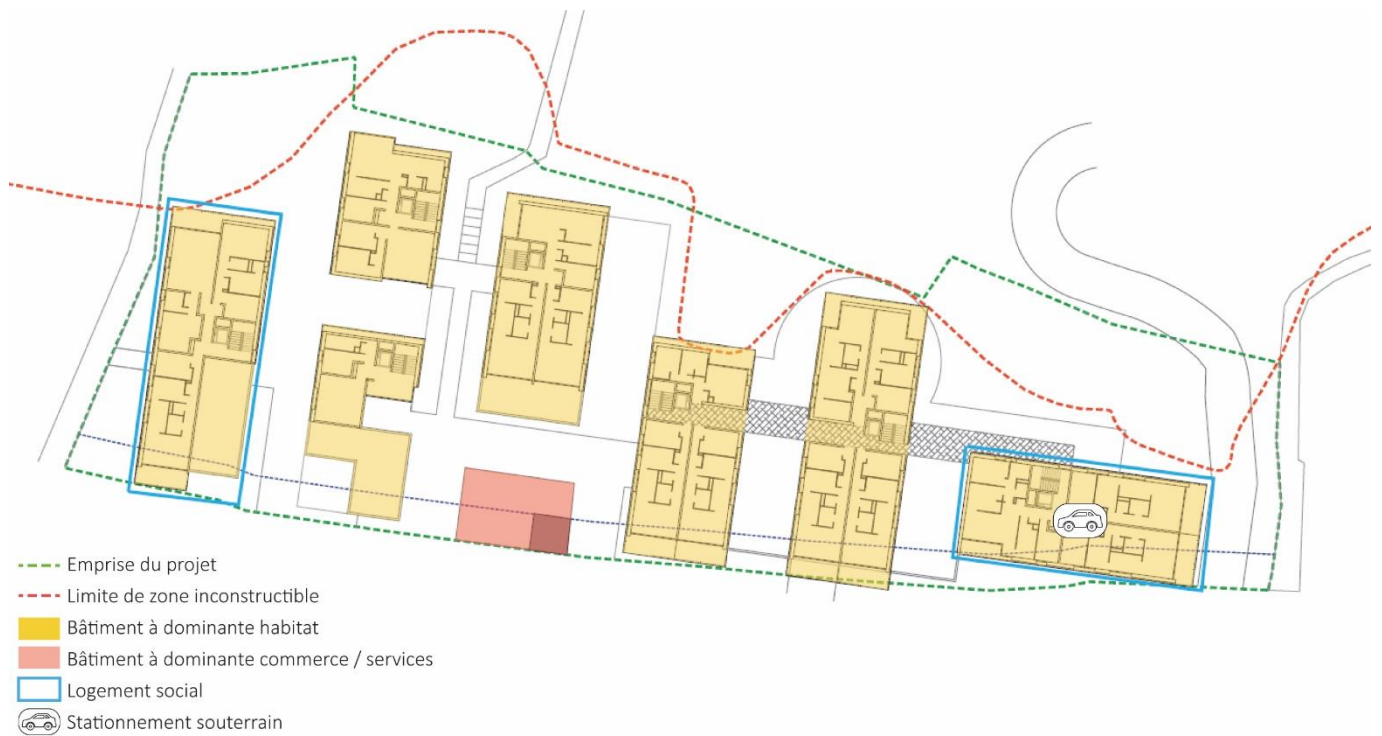 Emprise du projet
Limite de zone inconstructible
Bâtiment à dominante habitat
Bâtiment à dominante commerce / services
Logement social
Stationnement souterrain